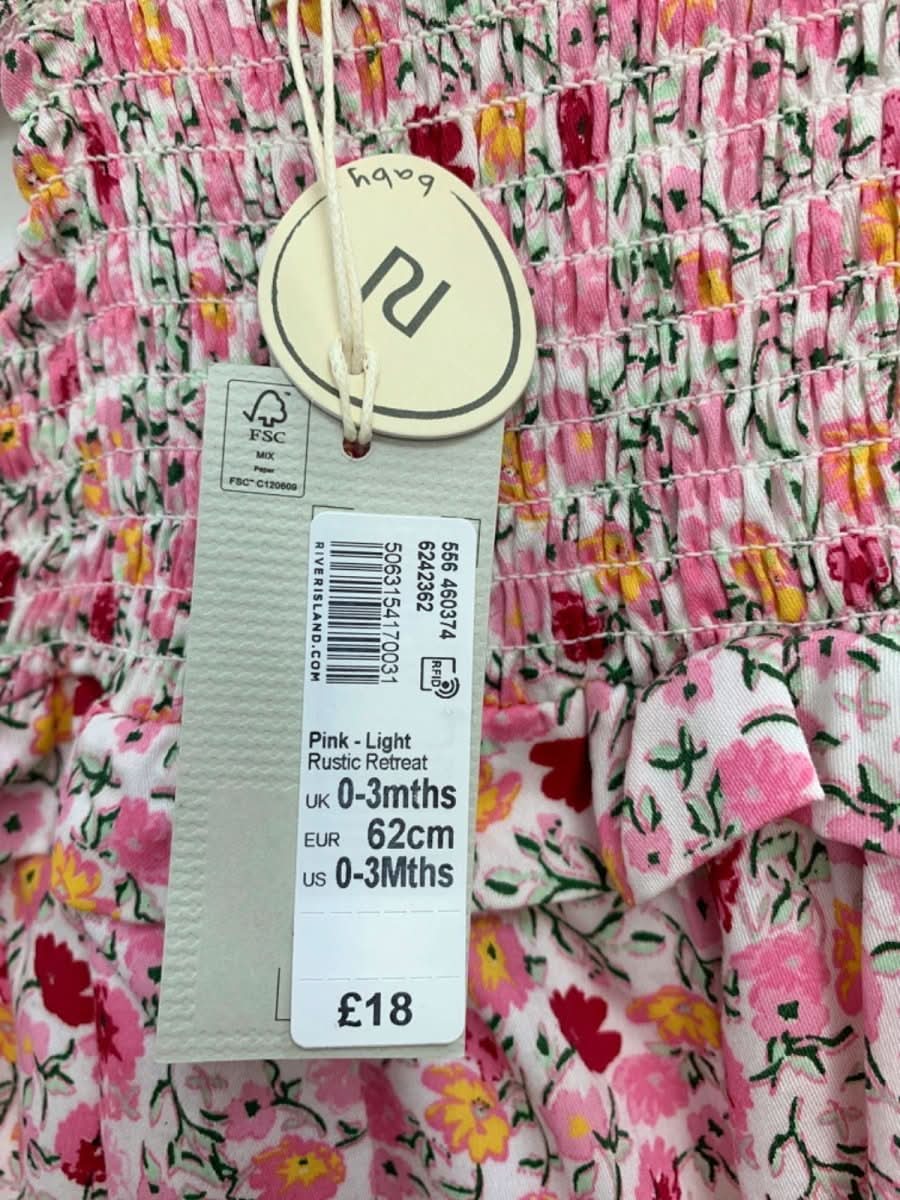 baby
RI
FSC™
MIX
Paper
FSC™ C120609
556 460374
6242362
RFID
5063154170031
RIVERISLAND.COM
Pink - Light
Rustic Retreat
UK 0-3mths
EUR 62cm
US 0-3Mths
£18